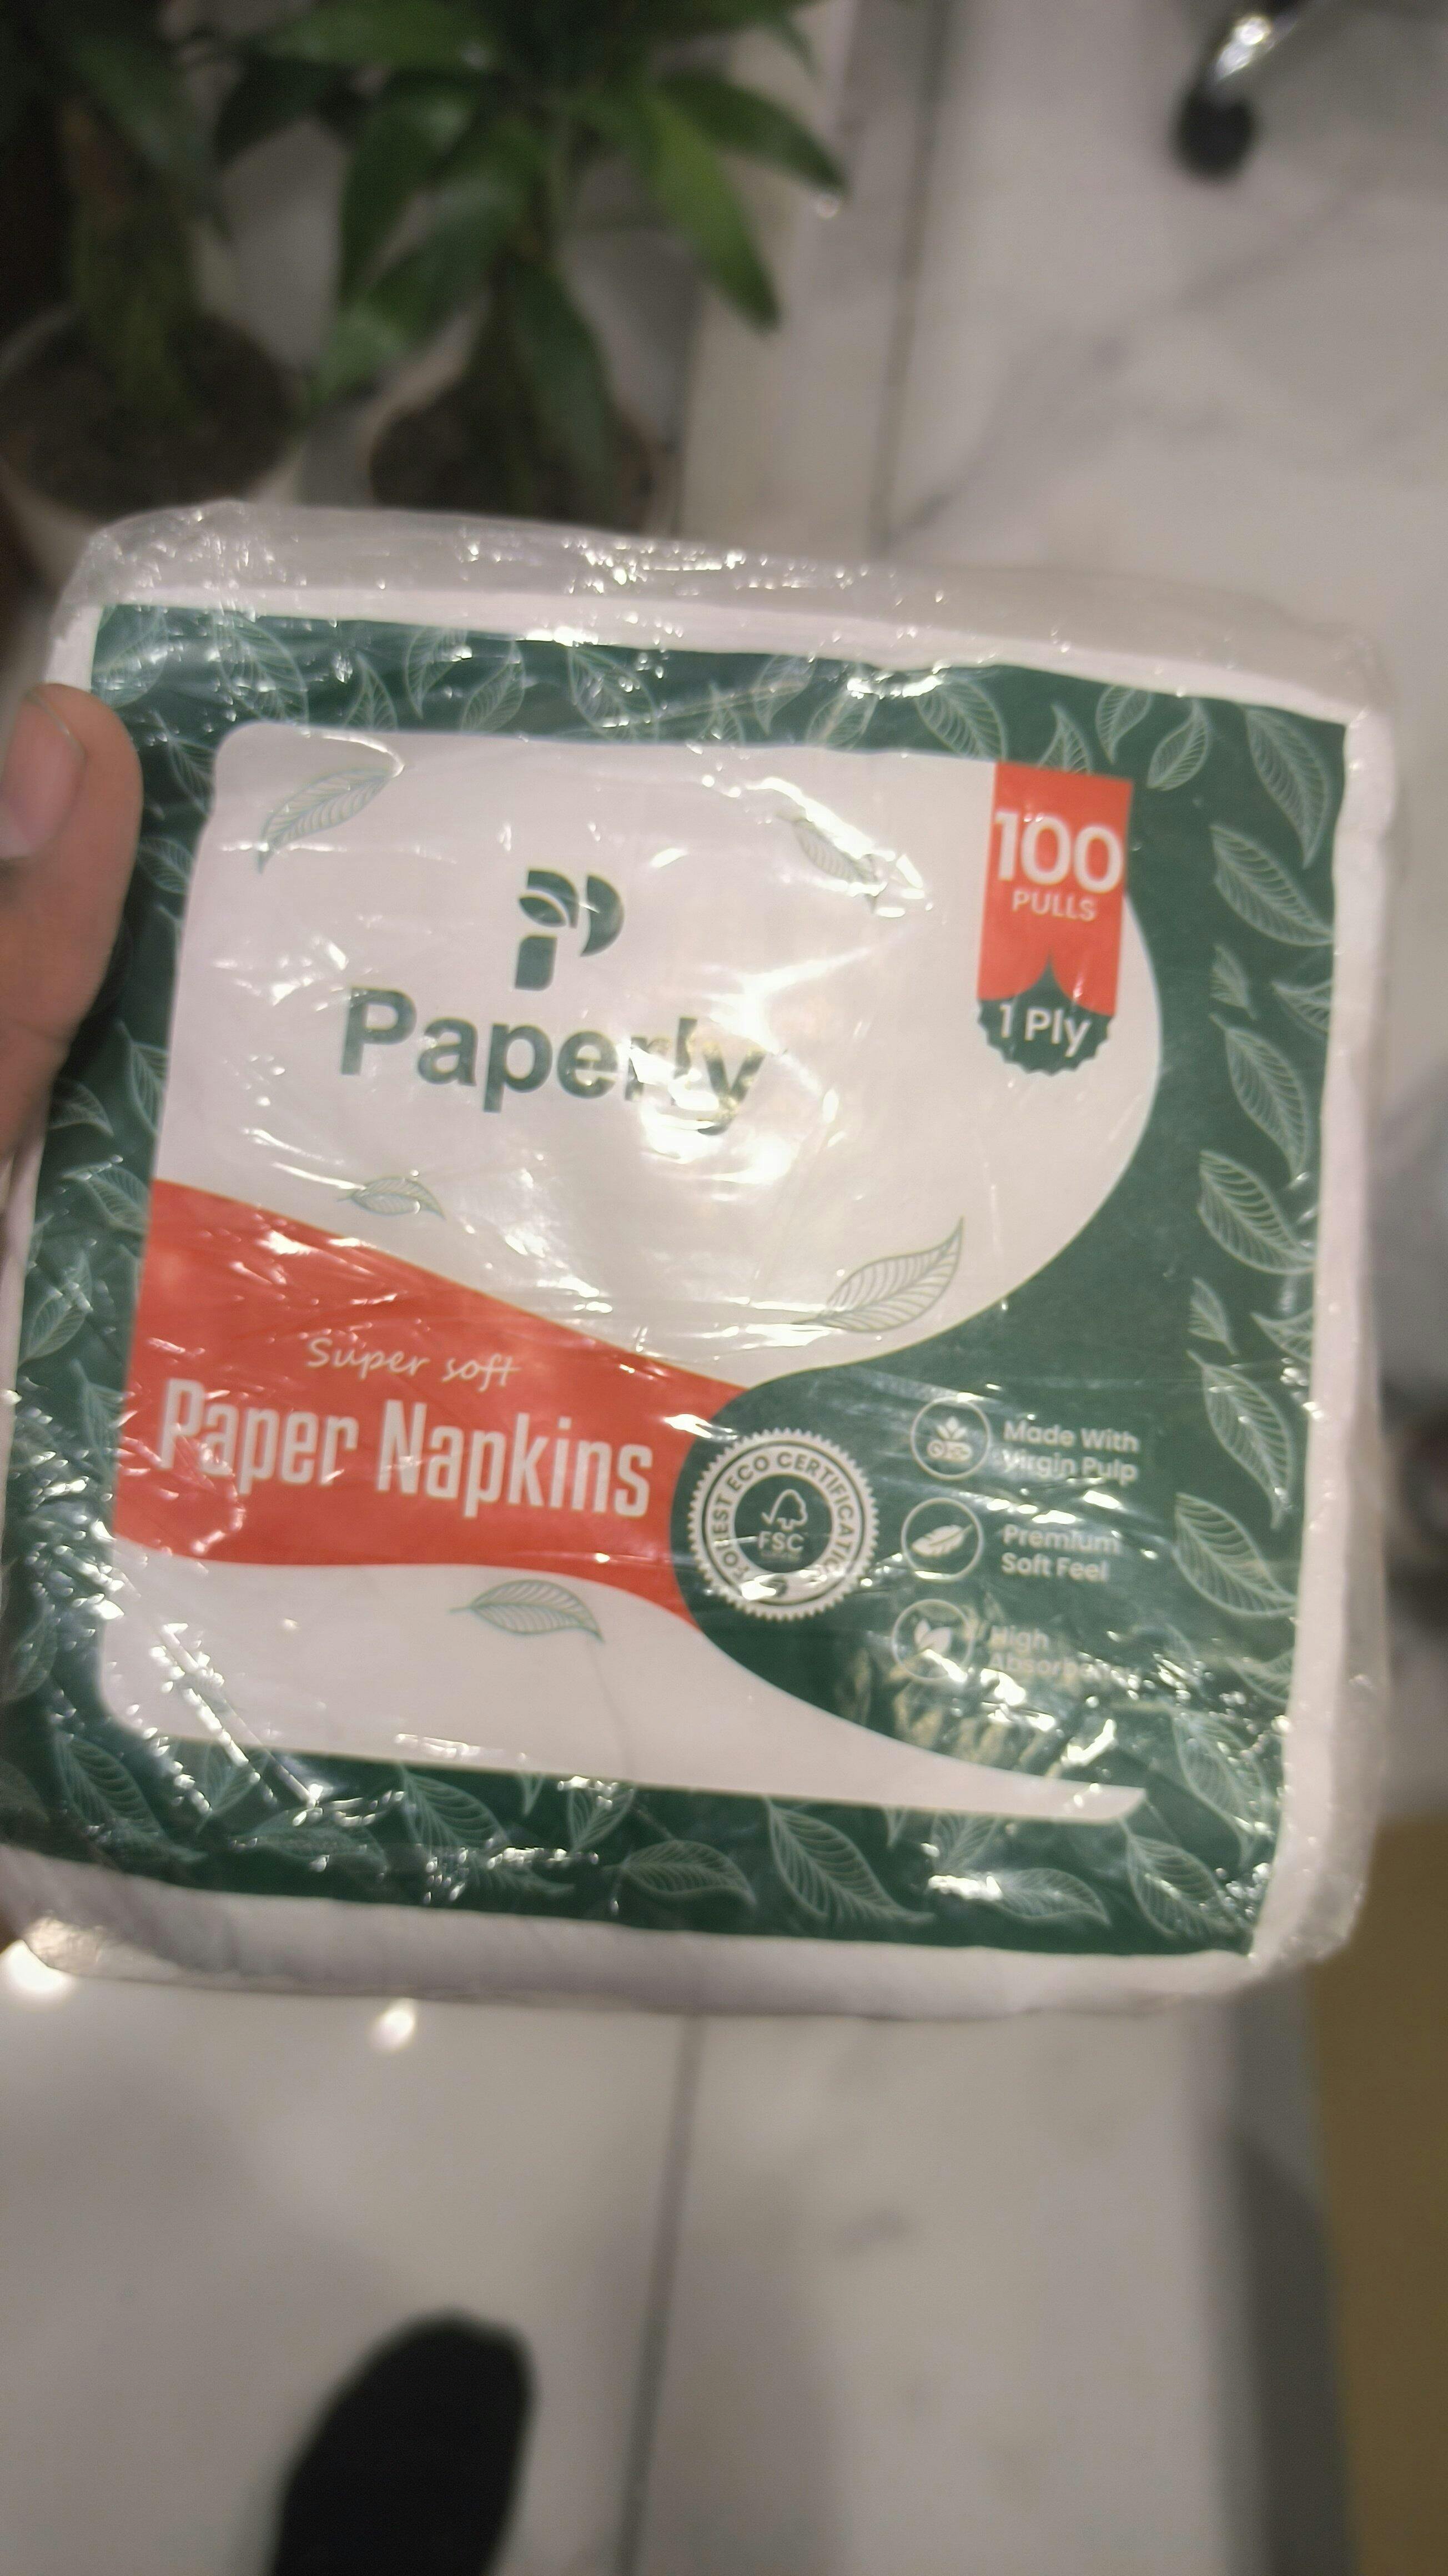 100
PULLS
1 Ply
Paperly
Super soft
Paper Napkins
FOREST ECO CERTIFICATION
FSC
Made With
Virgin Pulp
Premium
Soft Feel
High